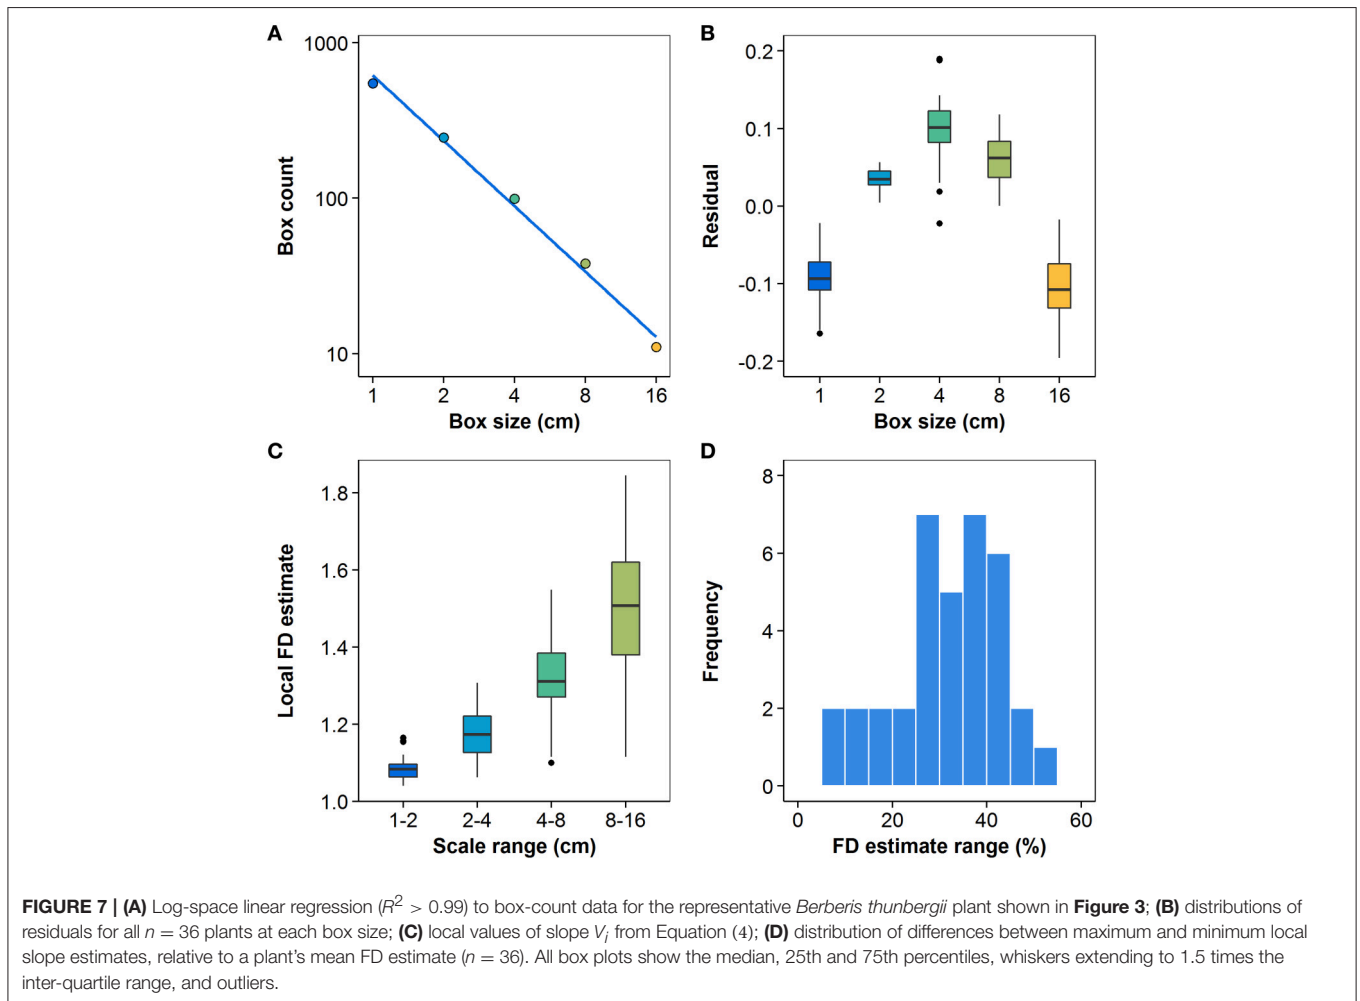 A
1000
100
10
Box count
1 2 4 8 16
Box size (cm)
B
0.2
0.1
0.0
-0.1
-0.2
Residual
1 2 4 8 16
Box size (cm)
C
1.8
1.6
1.4
1.2
1.0
Local FD estimate
1-2 2-4 4-8 8-16
Scale range (cm)
D
8
6
4
2
0
Frequency
0 20 40 60
FD estimate range (%)
FIGURE 7 | (A) Log-space linear regression (R² > 0.99) to box-count data for the representative Berberis thunbergii plant shown in Figure 3; (B) distributions of
residuals for all n = 36 plants at each box size; (C) local values of slope Vᵢ from Equation (4); (D) distribution of differences between maximum and minimum local
slope estimates, relative to a plant's mean FD estimate (n = 36). All box plots show the median, 25th and 75th percentiles, whiskers extending to 1.5 times the
inter-quartile range, and outliers.